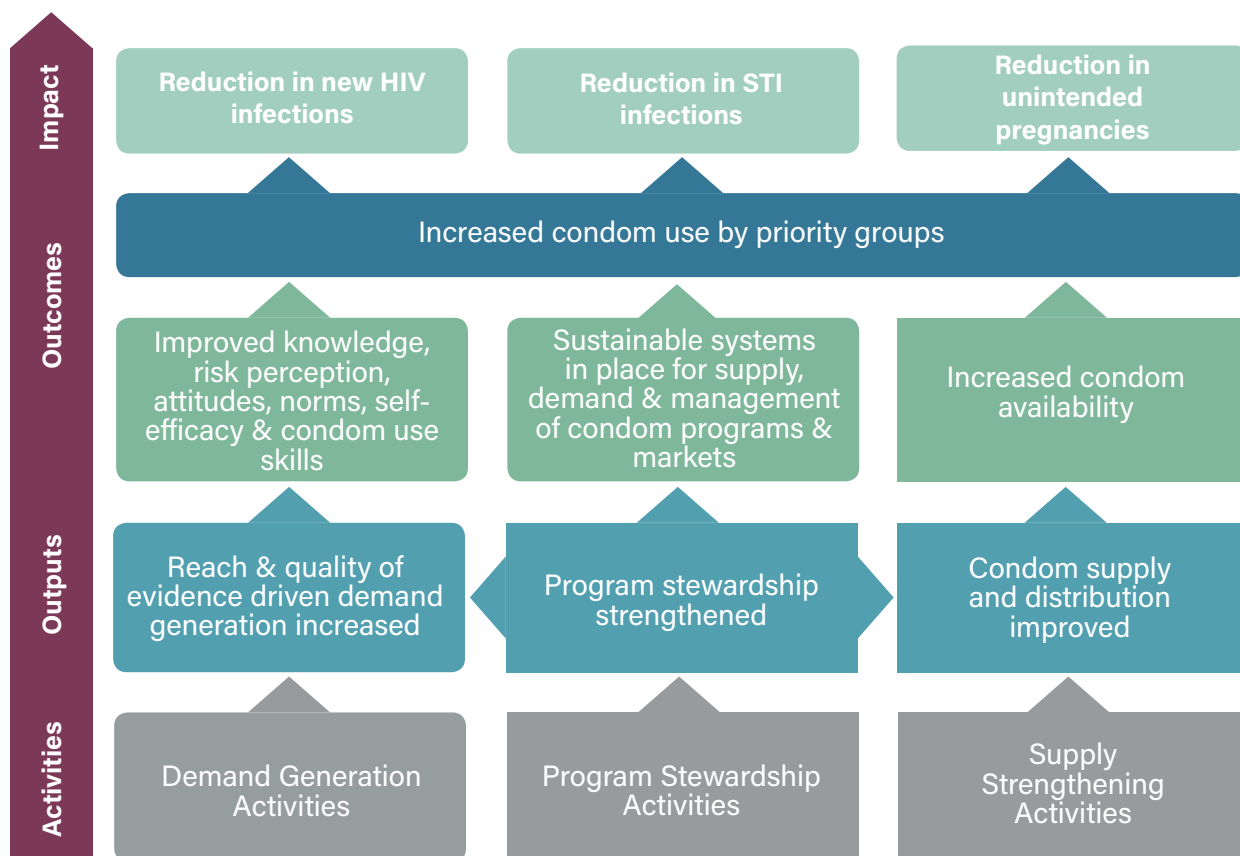 Impact
Reduction in new HIV
infections
Reduction in STI
infections
Reduction in
unintended
pregnancies
Outcomes
Increased condom use by priority groups
Improved knowledge,
risk perception,
attitudes, norms, self-
efficacy & condom use
skills
Sustainable systems
in place for supply,
demand & management
of condom programs &
markets
Increased condom
availability
Outputs
Reach & quality of
evidence driven demand
generation increased
Program stewardship
strengthened
Condom supply
and distribution
improved
Activities
Demand Generation
Activities
Program Stewardship
Activities
Supply
Strengthening
Activities